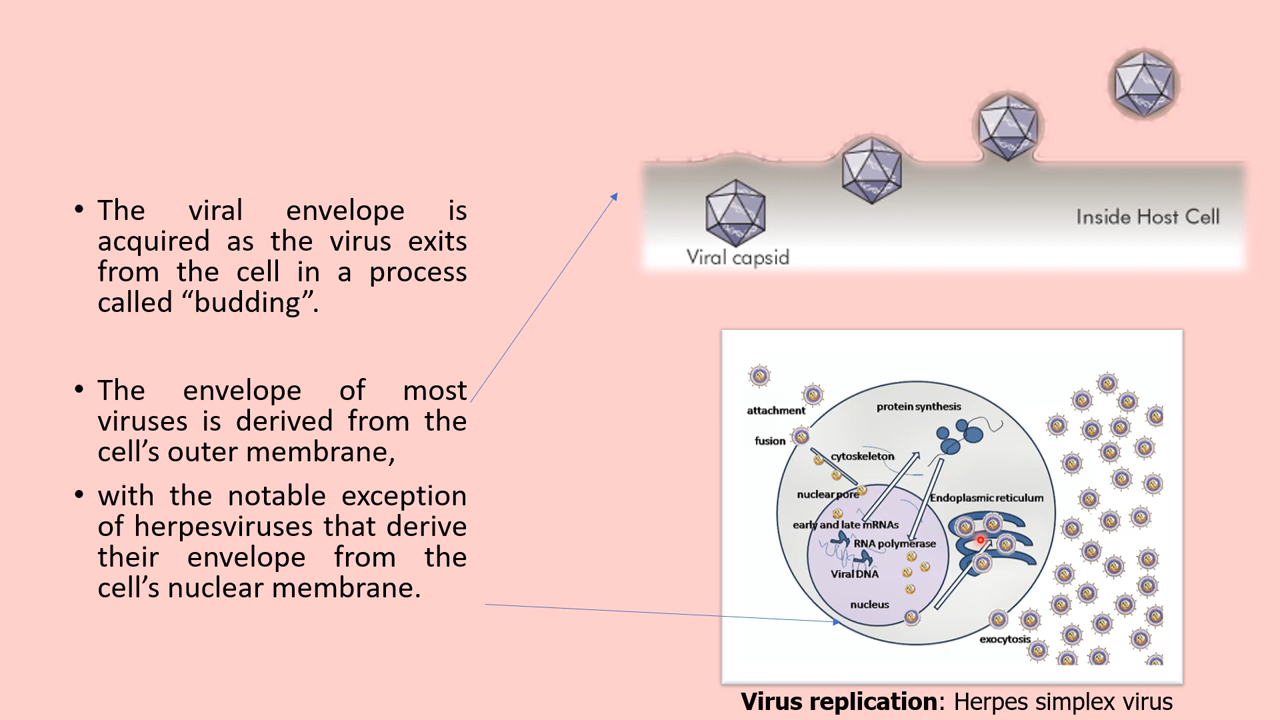 • The viral envelope is
acquired as the virus exits
from the cell in a process
called “budding”.
• The envelope of most
viruses is derived from the
cell’s outer membrane,
• with the notable exception
of herpesviruses that derive
their envelope from the
cell’s nuclear membrane.
Inside Host Cell
Viral capsid
attachment
protein synthesis
fusion
cytoskeleton
nuclear pore
Endoplasmic reticulum
early and late mRNAs
RNA polymerase
Viral DNA
nucleus
exocytosis
Virus replication: Herpes simplex virus